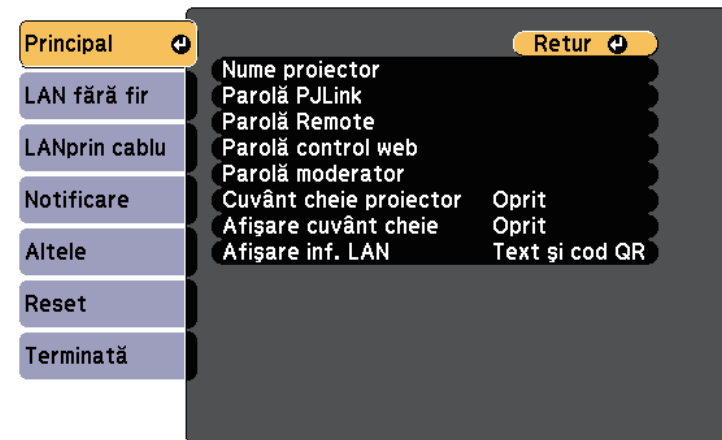 Principal
LAN fără fir
LANprin cablu
Notificare
Altele
Reset
Terminată
Retur
Nume proiector
Parolă PJLink
Parolă Remote
Parolă control web
Parolă moderator
Cuvânt cheie proiector Oprit
Afişare cuvânt cheie Oprit
Afişare inf. LAN Text şi cod QR